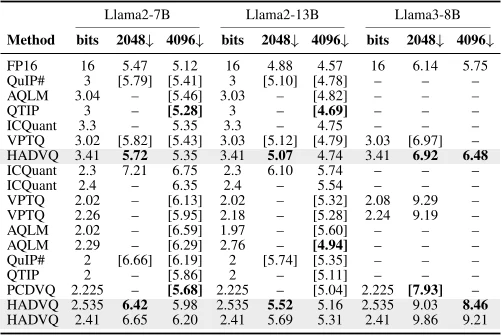 Llama2-7B Llama2-13B Llama3-8B
Method bits 2048↓ 4096↓ bits 2048↓ 4096↓ bits 2048↓ 4096↓
FP16 16 5.47 5.12 16 4.88 4.57 16 6.14 5.75
QuIP# 3 [5.79] [5.41] 3 [5.10] [4.78] – – –
AQLM 3.04 – [5.46] 3.03 – [4.82] – – –
QTIP 3 – [5.28] 3 – [4.69] – – –
ICQuant 3.3 – 5.35 3.3 – 4.75 – – –
VPTQ 3.02 [5.82] [5.43] 3.03 [5.12] [4.79] 3.03 [6.97] –
HADVQ 3.41 5.72 5.35 3.41 5.07 4.74 3.41 6.92 6.48
ICQuant 2.3 7.21 6.75 2.3 6.10 5.74 – – –
ICQuant 2.4 – 6.35 2.4 – 5.54 – – –
VPTQ 2.02 – [6.13] 2.02 – [5.32] 2.08 9.29 –
VPTQ 2.26 – [5.95] 2.18 – [5.28] 2.24 9.19 –
AQLM 2.02 – [6.59] 1.97 – [5.60] – – –
AQLM 2.29 – [6.29] 2.76 – [4.94] – – –
QuIP# 2 [6.66] [6.19] 2 [5.74] [5.35] – – –
QTIP 2 – [5.86] 2 – [5.11] – – –
PCDVQ 2.225 – [5.68] 2.225 – [5.04] 2.225 [7.93] –
HADVQ 2.535 6.42 5.98 2.535 5.52 5.16 2.535 9.03 8.46
HADVQ 2.41 6.65 6.20 2.41 5.69 5.31 2.41 9.86 9.21